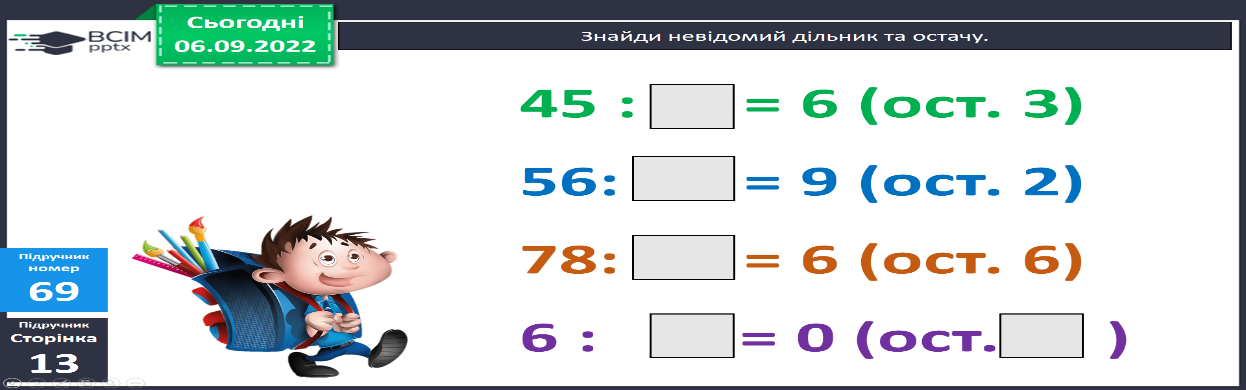 Сьогодні
06.09.2022
ВСІМ
pptx
Знайди невідомий дільник та остачу.
45 : = 6 (ост. 3)
56: = 9 (ост. 2)
78: = 6 (ост. 6)
6 : = 0 (ост. )
Підручник
номер
69
Підручник
Сторінка
13